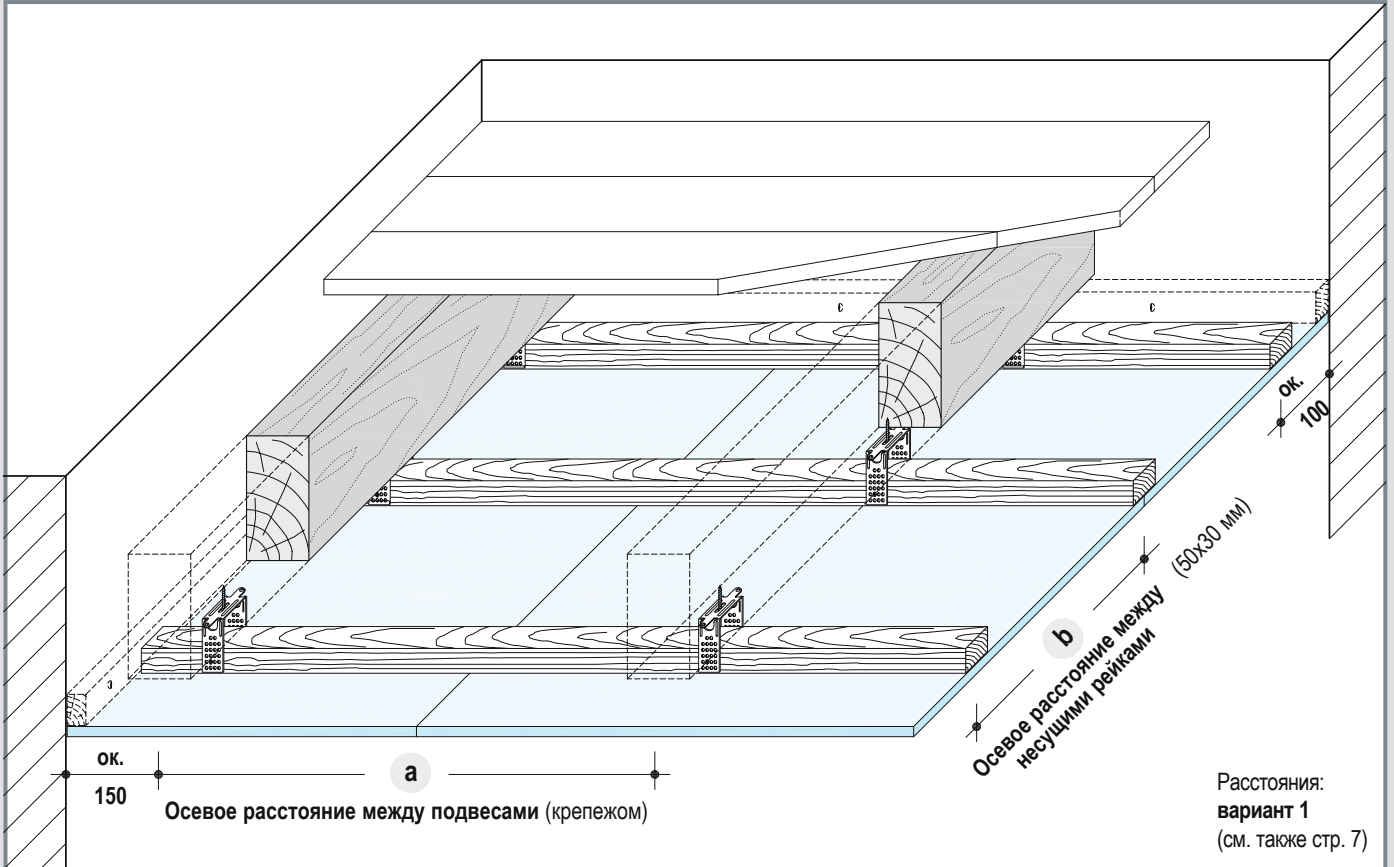 ок.
100
(50x30 мм)
b
Осевое расстояние между
несущими рейками
ок.
150
a
Осевое расстояние между подвесами (крепежом)
Расстояния:
вариант 1
(см. также стр. 7)